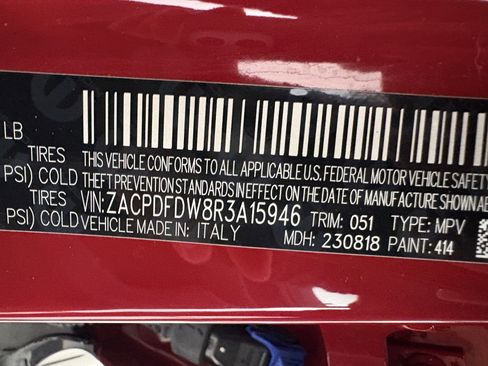 LB
TIRES THIS VEHICLE CONFORMS TO ALL APPLICABLE U.S. FEDERAL MOTOR VEHICLE SAFETY
PSI) COLD THEFT PREVENTION STANDARDS IN EFFECT ON THE DATE OF MANUFACTURE SHOWN AB
TIRES VIN: ZACPDFDW8R3A15946 TRIM: 051 TYPE: MPV
PSI) COLD VEHICLE MADE IN: ITALY MDH: 230818 PAINT: 414